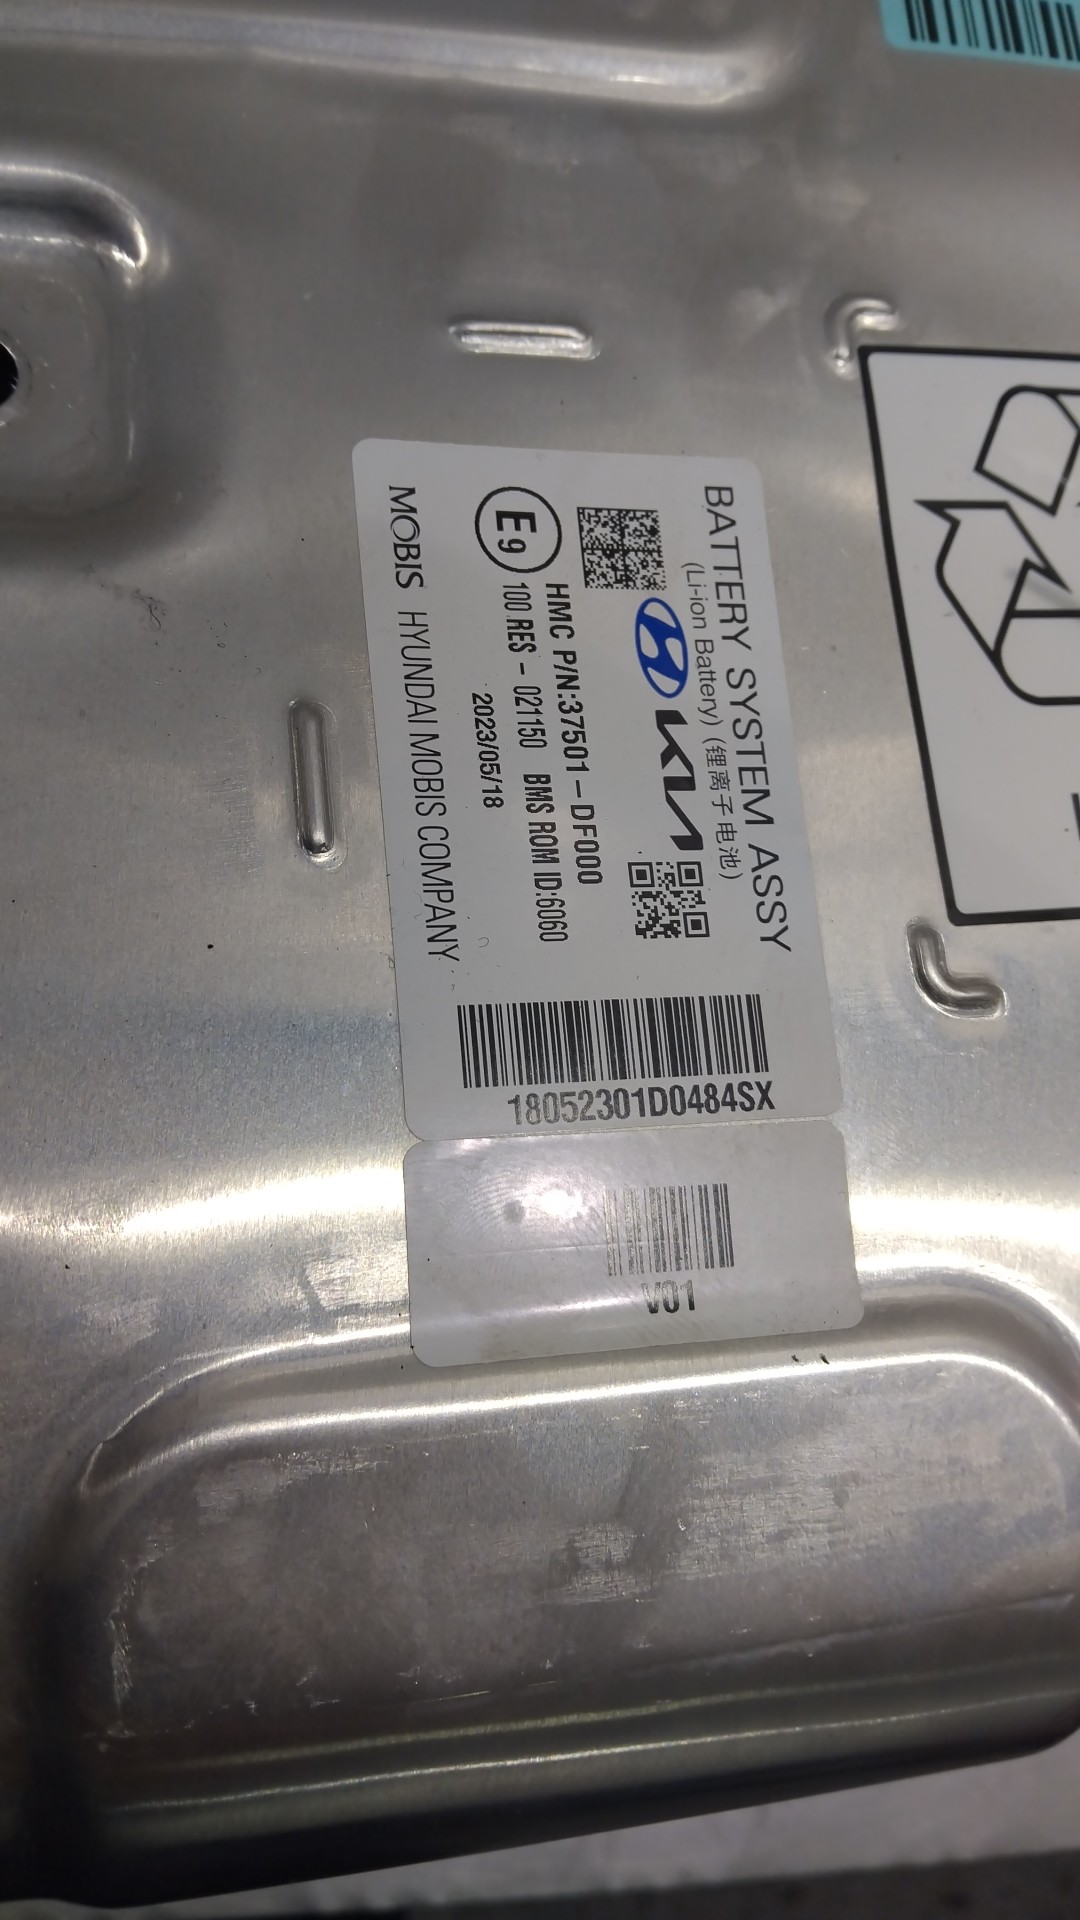 BATTERY SYSTEM ASSY
(Li-ion Battery) (锂离子电池)
KIA
HMC P/N:37501-DF000
E9
100 RES - 021150 BMS ROM ID:6060
2023/05/18
MOBIS HYUNDAI MOBIS COMPANY
18052301D0484SX
V01